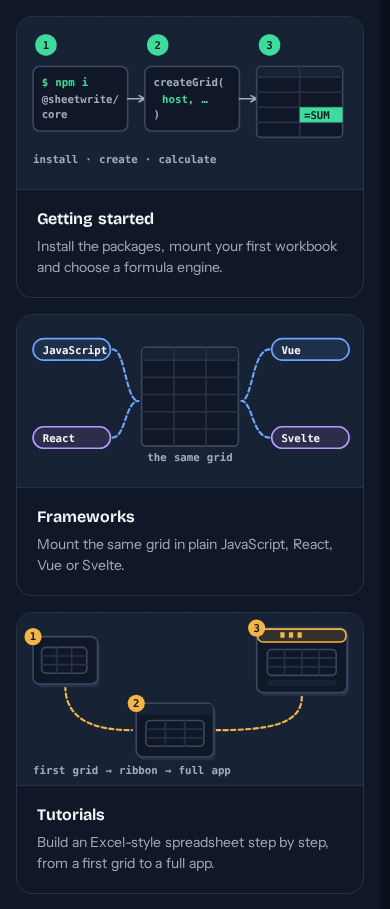 1 2 3
$ npm i
@sheetwrite/
core
createGrid(
host, …
)
=SUM
install · create · calculate
Getting started
Install the packages, mount your first workbook
and choose a formula engine.
JavaScript
Vue
React
Svelte
the same grid
Frameworks
Mount the same grid in plain JavaScript, React,
Vue or Svelte.
1
2
3
first grid → ribbon → full app
Tutorials
Build an Excel-style spreadsheet step by step,
from a first grid to a full app.